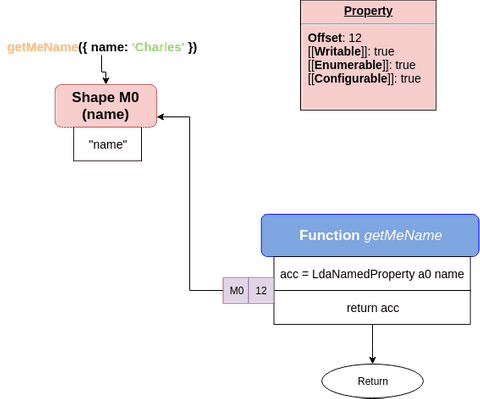 getMeName({ name: 'Charles' })
Shape M0
(name)
"name"
Property
Offset: 12
[[Writable]]: true
[[Enumerable]]: true
[[Configurable]]: true
Function getMeName
acc = LdaNamedProperty a0 name
M0 12
return acc
Return